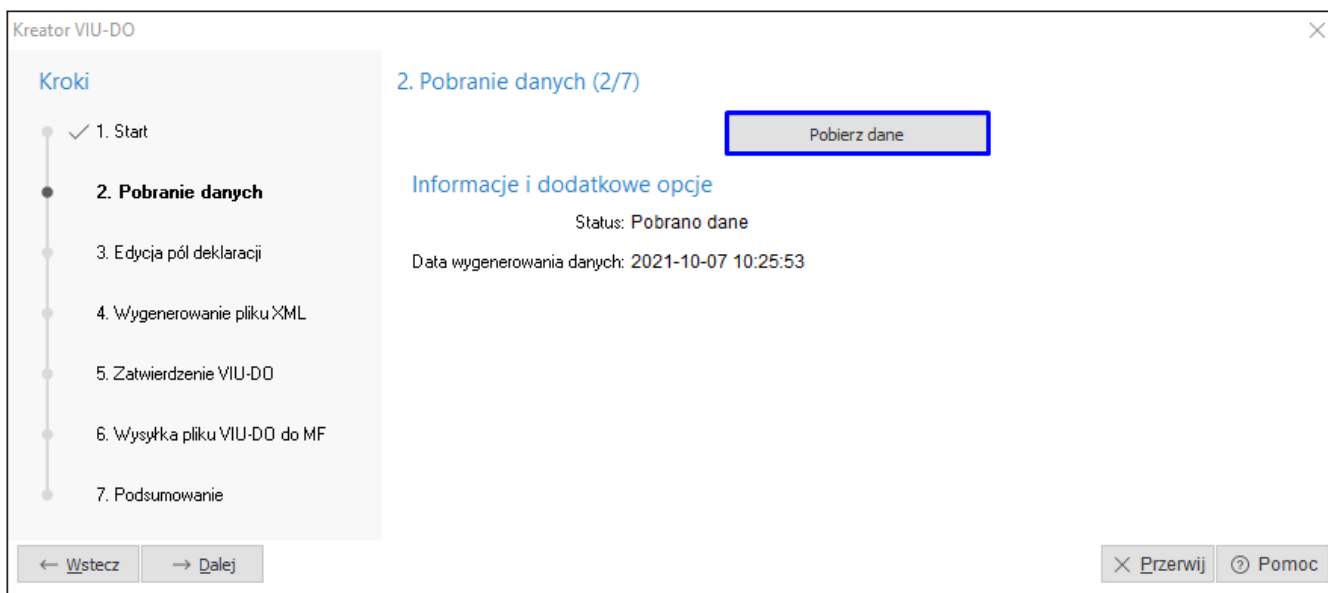 Kreator VIU-DO
Kroki
1. Start
2. Pobranie danych
3. Edycja pól deklaracji
4. Wygenerowanie pliku XML
5. Zatwierdzenie VIU-DO
6. Wysyłka pliku VIU-DO do MF
7. Podsumowanie
2. Pobranie danych (2/7)
Pobierz dane
Informacje i dodatkowe opcje
Status: Pobrano dane
Data wygenerowania danych: 2021-10-07 10:25:53
← Wstecz → Dalej × Przerwij ? Pomoc